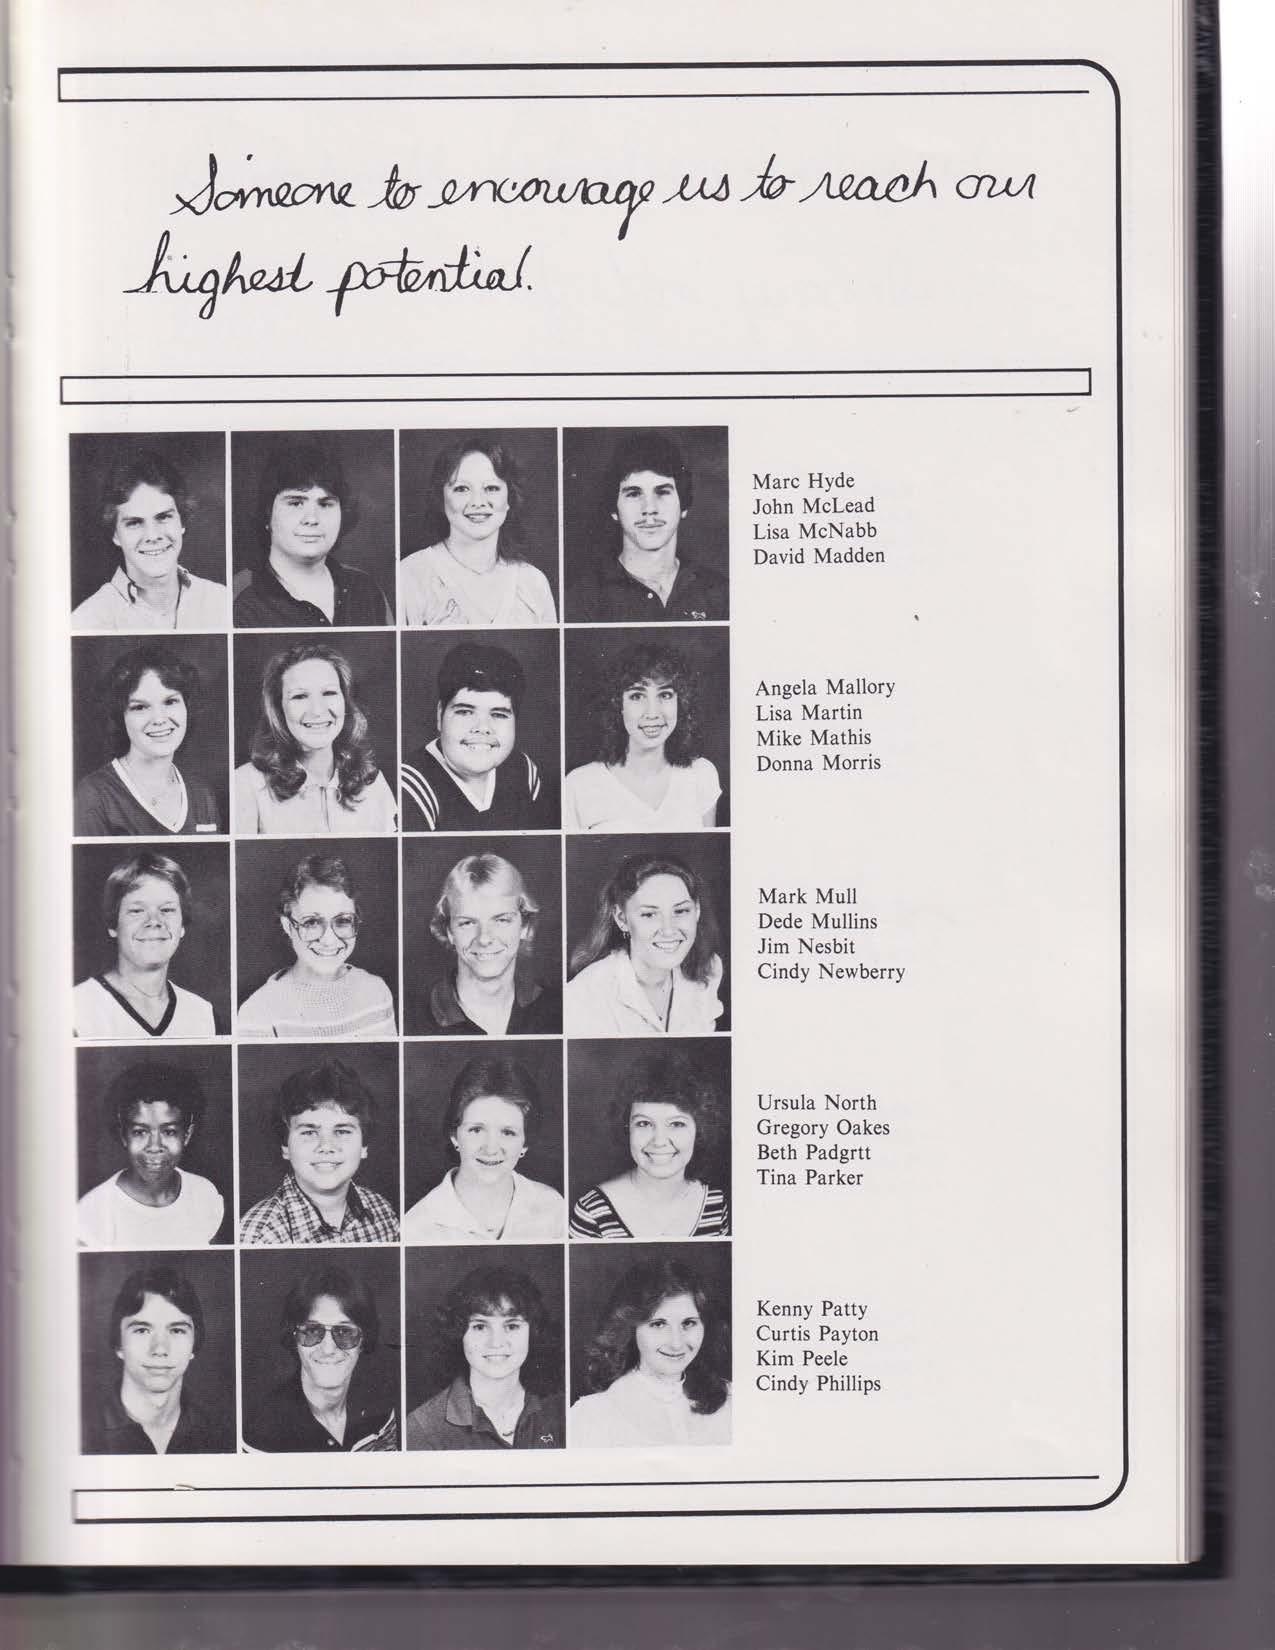 Someone to encourage us to reach our
highest potential.
Marc Hyde
John McLead
Lisa McNabb
David Madden
Angela Mallory
Lisa Martin
Mike Mathis
Donna Morris
Mark Mull
Dede Mullins
Jim Nesbit
Cindy Newberry
Ursula North
Gregory Oakes
Beth Padgrtt
Tina Parker
Kenny Patty
Curtis Payton
Kim Peele
Cindy Phillips